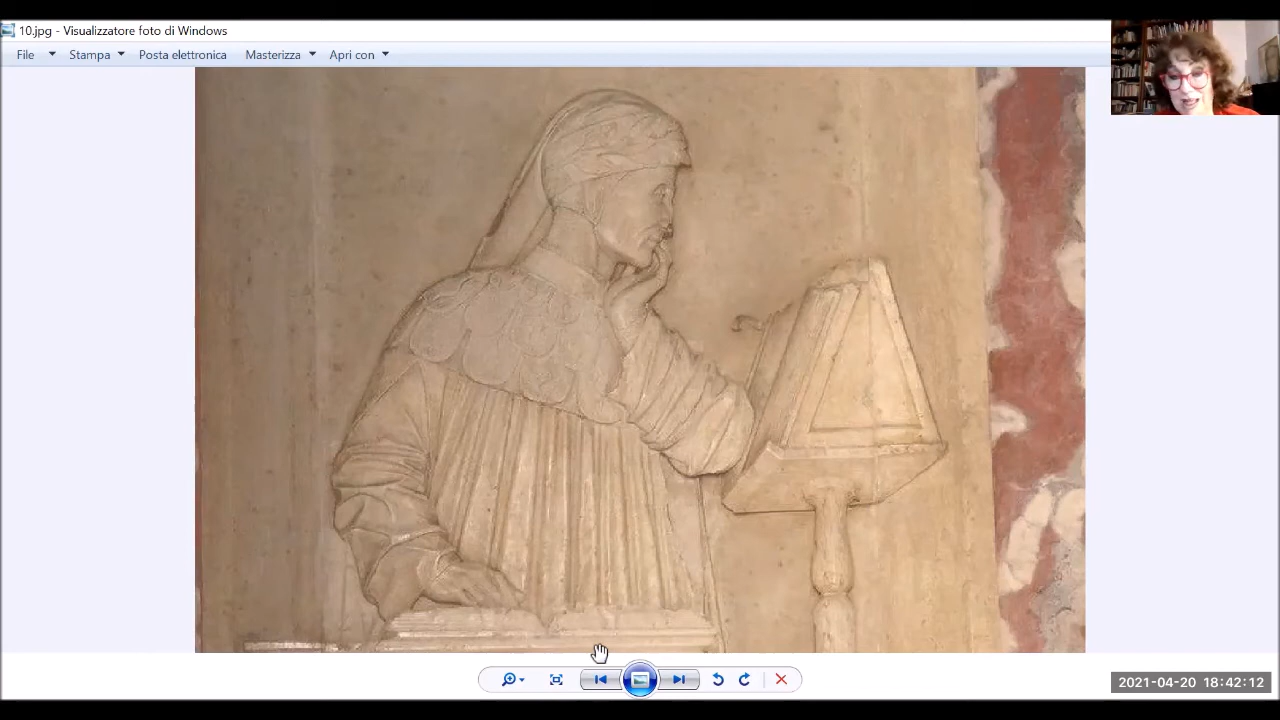 10.jpg - Visualizzatore foto di Windows
File Stampa Posta elettronica Masterizza Apri con
2021-04-20 18:42:12